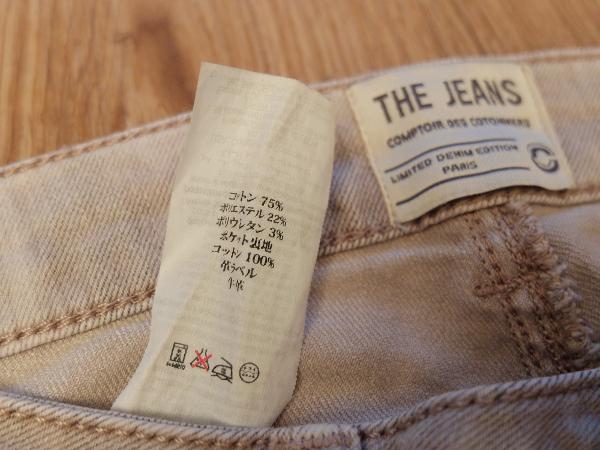 コトン 75%
ポリエステル 22%
ポリウレタン 3%
ポケット裏地
コットン 100%
革ラベル
牛革
THE JEANS
COMPTOIR DES COTONNIERS
LIMITED DENIM EDITION
PARIS